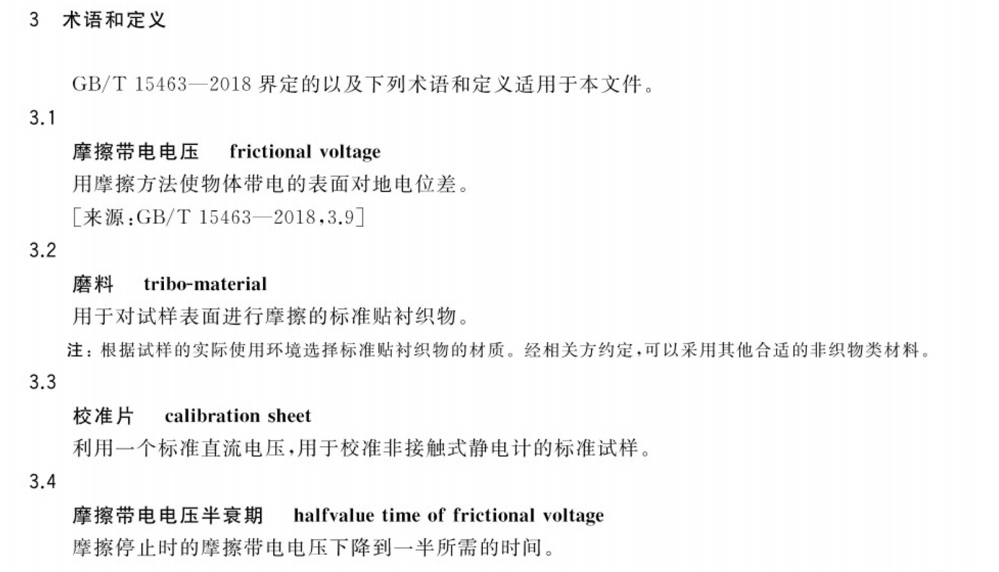 3 术语和定义
GB/T 15463—2018 界定的以及下列术语和定义适用于本文件。
3.1
摩擦带电电压 frictional voltage
用摩擦方法使物体带电的表面对地电位差。
[来源:GB/T 15463—2018,3.9]
3.2
磨料 tribo-material
用于对试样表面进行摩擦的标准贴衬织物。
注: 根据试样的实际使用环境选择标准贴衬织物的材质。经相关方约定,可以采用其他合适的非织物类材料。
3.3
校准片 calibration sheet
利用一个标准直流电压,用于校准非接触式静电计的标准试样。
3.4
摩擦带电电压半衰期 halfvalue time of frictional voltage
摩擦停止时的摩擦带电电压下降到一半所需的时间。